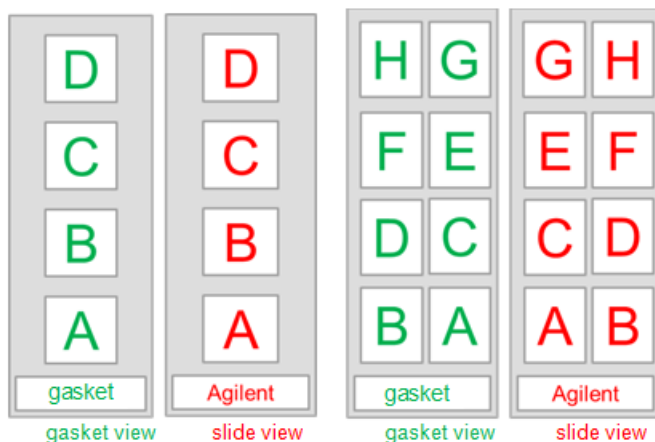 D D H G G H
C C F E E F
B B D C C D
A A B A A B
gasket Agilent gasket Agilent
gasket view slide view gasket view slide view